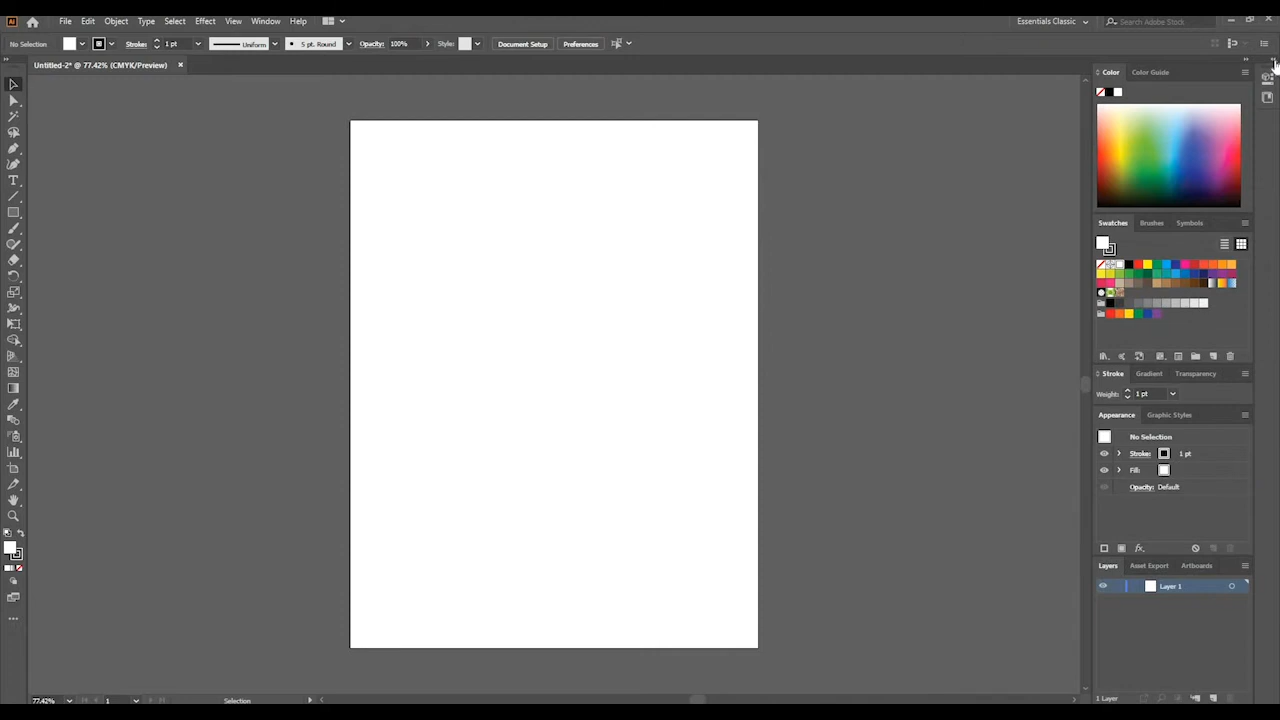 Ai File Edit Object Type Select Effect View Window Help Essentials Classic Search Adobe Stock
No Selection Stroke: 1 pt Uniform 5 pt. Round Opacity: 100% Style: Document Setup Preferences
Untitled-2* @ 77.42% (CMYK/Preview) ×
Color Color Guide
Swatches Brushes Symbols
Stroke Gradient Transparency
Weight: 1 pt
Appearance Graphic Styles
No Selection
Stroke: 1 pt
Fill:
Opacity: Default
fx.
Layers Asset Export Artboards
Layer 1
77.42% 1 Selection 1 Layer